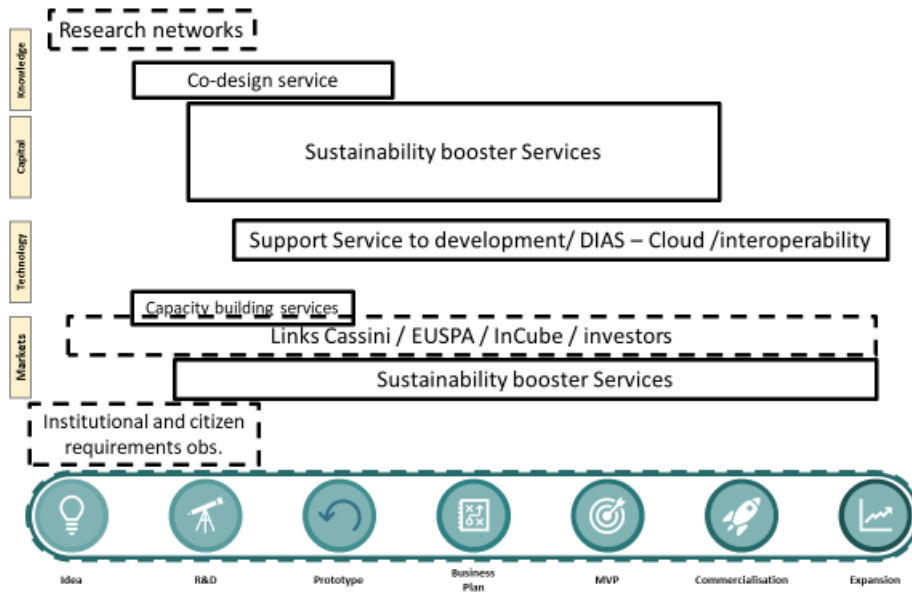 Research networks
Knowledge
Co-design service
Capital
Sustainability booster Services
Technology
Support Service to development/ DIAS – Cloud /interoperability
Capacity building services
Markets
Links Cassini / EUSPA / InCube / investors
Sustainability booster Services
Institutional and citizen
requirements obs.
Idea
R&D
Prototype
Business
Plan
MVP
Commercialisation
Expansion